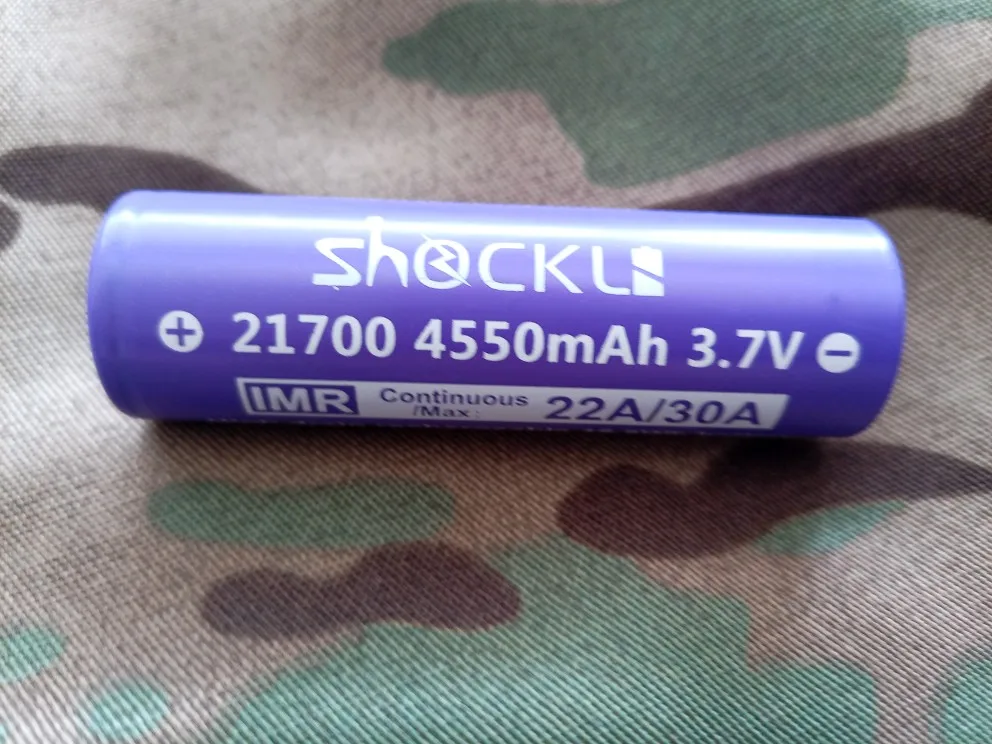 SHOCKLI
+ 21700 4550mAh 3.7V −
IMR Continuous /Max: 22A/30A